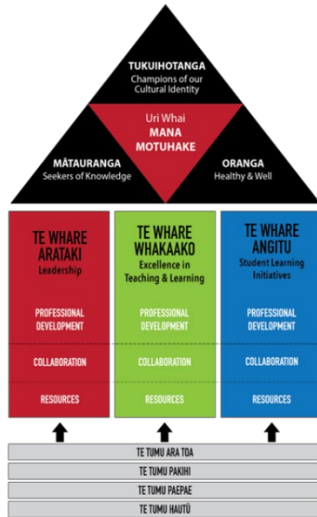 TUKUIHOTANGA
Champions of our
Cultural Identity
Uri Whai
MANA
MOTUHAKE
MĀTAURANGA
Seekers of Knowledge
ORANGA
Healthy & Well
TE WHARE
ARATAKI
Leadership
PROFESSIONAL
DEVELOPMENT
COLLABORATION
RESOURCES
TE WHARE
WHAKAAKO
Excellence in
Teaching & Learning
PROFESSIONAL
DEVELOPMENT
COLLABORATION
RESOURCES
TE WHARE
ANGITU
Student Learning
Initiatives
PROFESSIONAL
DEVELOPMENT
COLLABORATION
RESOURCES
TE TUMU ARA TOA
TE TUMU PAKIHI
TE TUMU PAEPAE
TE TUMU HAUTŪ